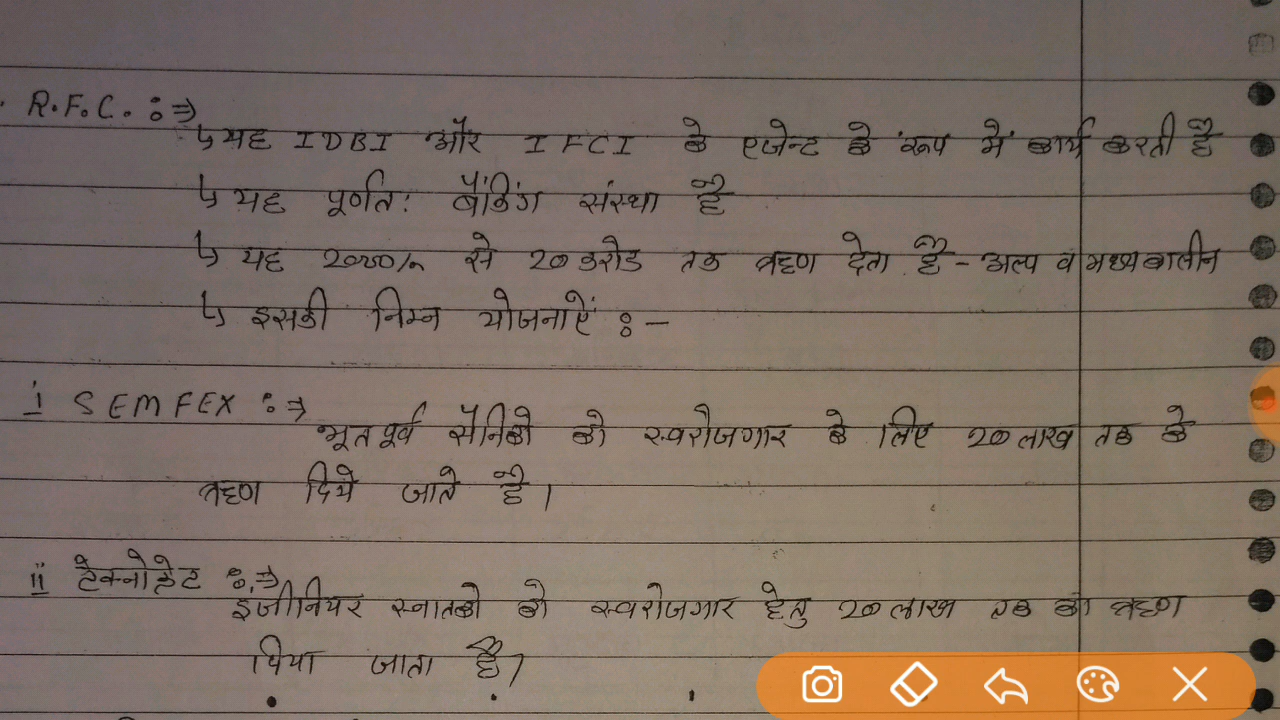 R.F.C. :⇒
↳ यह IDBI और IFCI के एजेन्ट के रूप में कार्य करती है
↳ यह पूर्णतः बैंकिंग संस्था है
↳ यह 2000/- से 20 करोड तक ऋण देता है - अल्प व मध्यकालीन
↳ इसकी निम्न योजनाऐं :-
i SEMFEX :⇒
भूतपूर्व सैनिको को स्वरोजगार के लिए 20 लाख तक के
ऋण दिये जाते है।
ii टेक्नोक्रेट :⇒
इंजीनियर स्नातको को स्वरोजगार हेतु 20 लाख तक का ऋण
दिया जाता है।